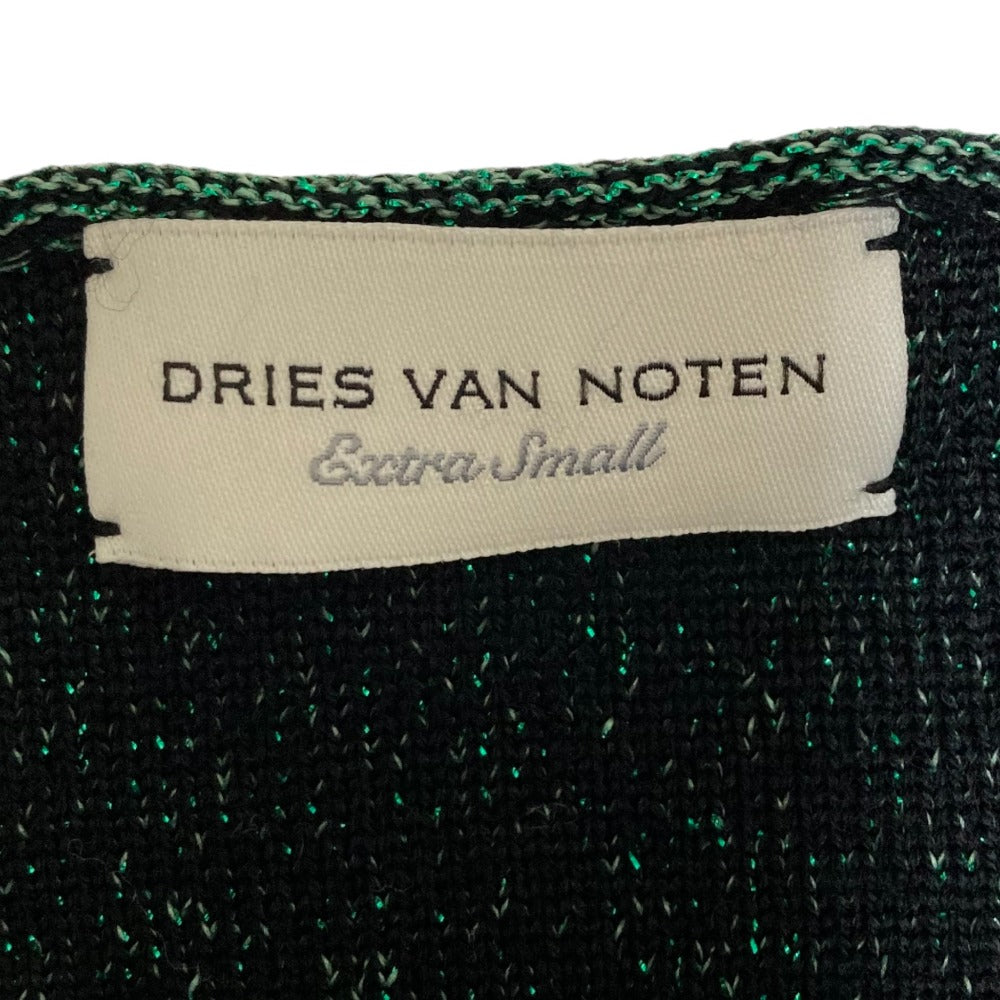 DRIES VAN NOTEN
Extra Small